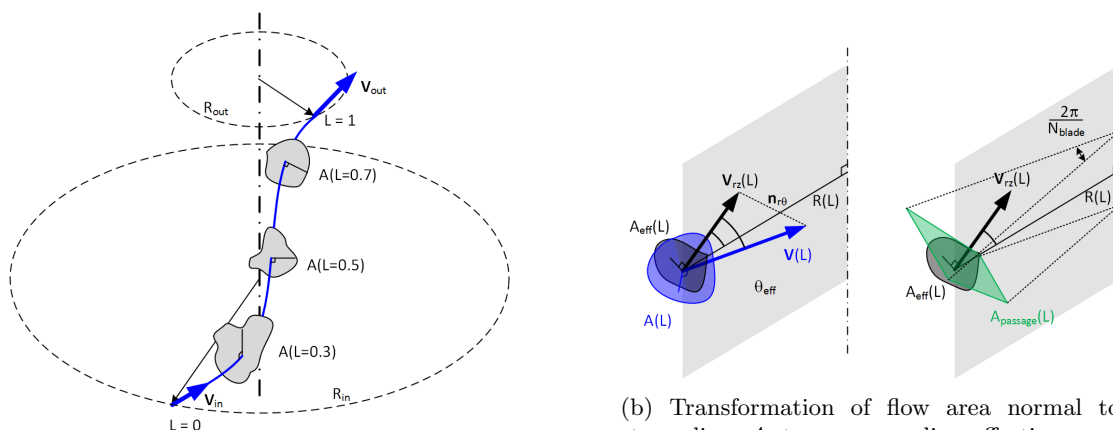 V_out
R_out
L = 1
A(L=0.7)
A(L=0.5)
A(L=0.3)
V_in
R_in
L = 0
V_rz(L)
n_rθ
R(L)
A_eff(L)
V(L)
θ_eff
A(L)
2π
N_blade
V_rz(L)
R(L)
A_eff(L)
A_passage(L)
(b) Transformation of flow area normal to